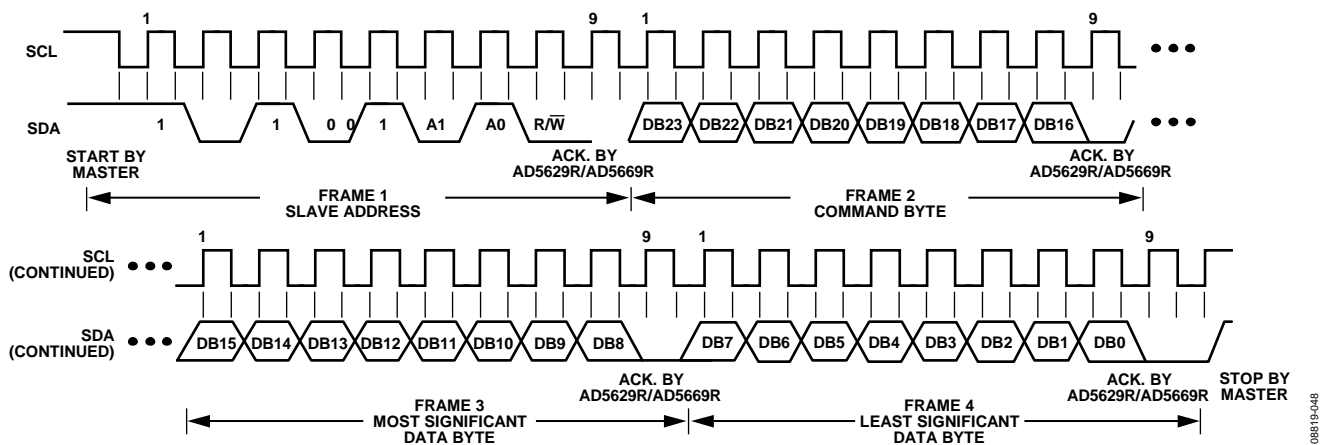 1 9 1 9
SCL
SDA
1 1 0 0 1 A1 A0 R/W̅ DB23 DB22 DB21 DB20 DB19 DB18 DB17 DB16
START BY
MASTER
ACK. BY
AD5629R/AD5669R
ACK. BY
AD5629R/AD5669R
FRAME 1
SLAVE ADDRESS
FRAME 2
COMMAND BYTE
1 9 1 9
SCL
(CONTINUED)
SDA
(CONTINUED)
DB15 DB14 DB13 DB12 DB11 DB10 DB9 DB8 DB7 DB6 DB5 DB4 DB3 DB2 DB1 DB0
ACK. BY
AD5629R/AD5669R
ACK. BY
AD5629R/AD5669R
STOP BY
MASTER
FRAME 3
MOST SIGNIFICANT
DATA BYTE
FRAME 4
LEAST SIGNIFICANT
DATA BYTE
08819-048